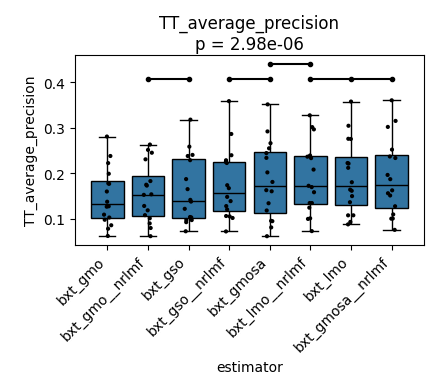 TT_average_precision
p = 2.98e-06
TT_average_precision
0.4
0.3
0.2
0.1
bxt_gmo
bxt_gmo__nrlmf
bxt_gso
bxt_gso__nrlmf
bxt_gmosa
bxt_lmo__nrlmf
bxt_lmo
bxt_gmosa__nrlmf
estimator